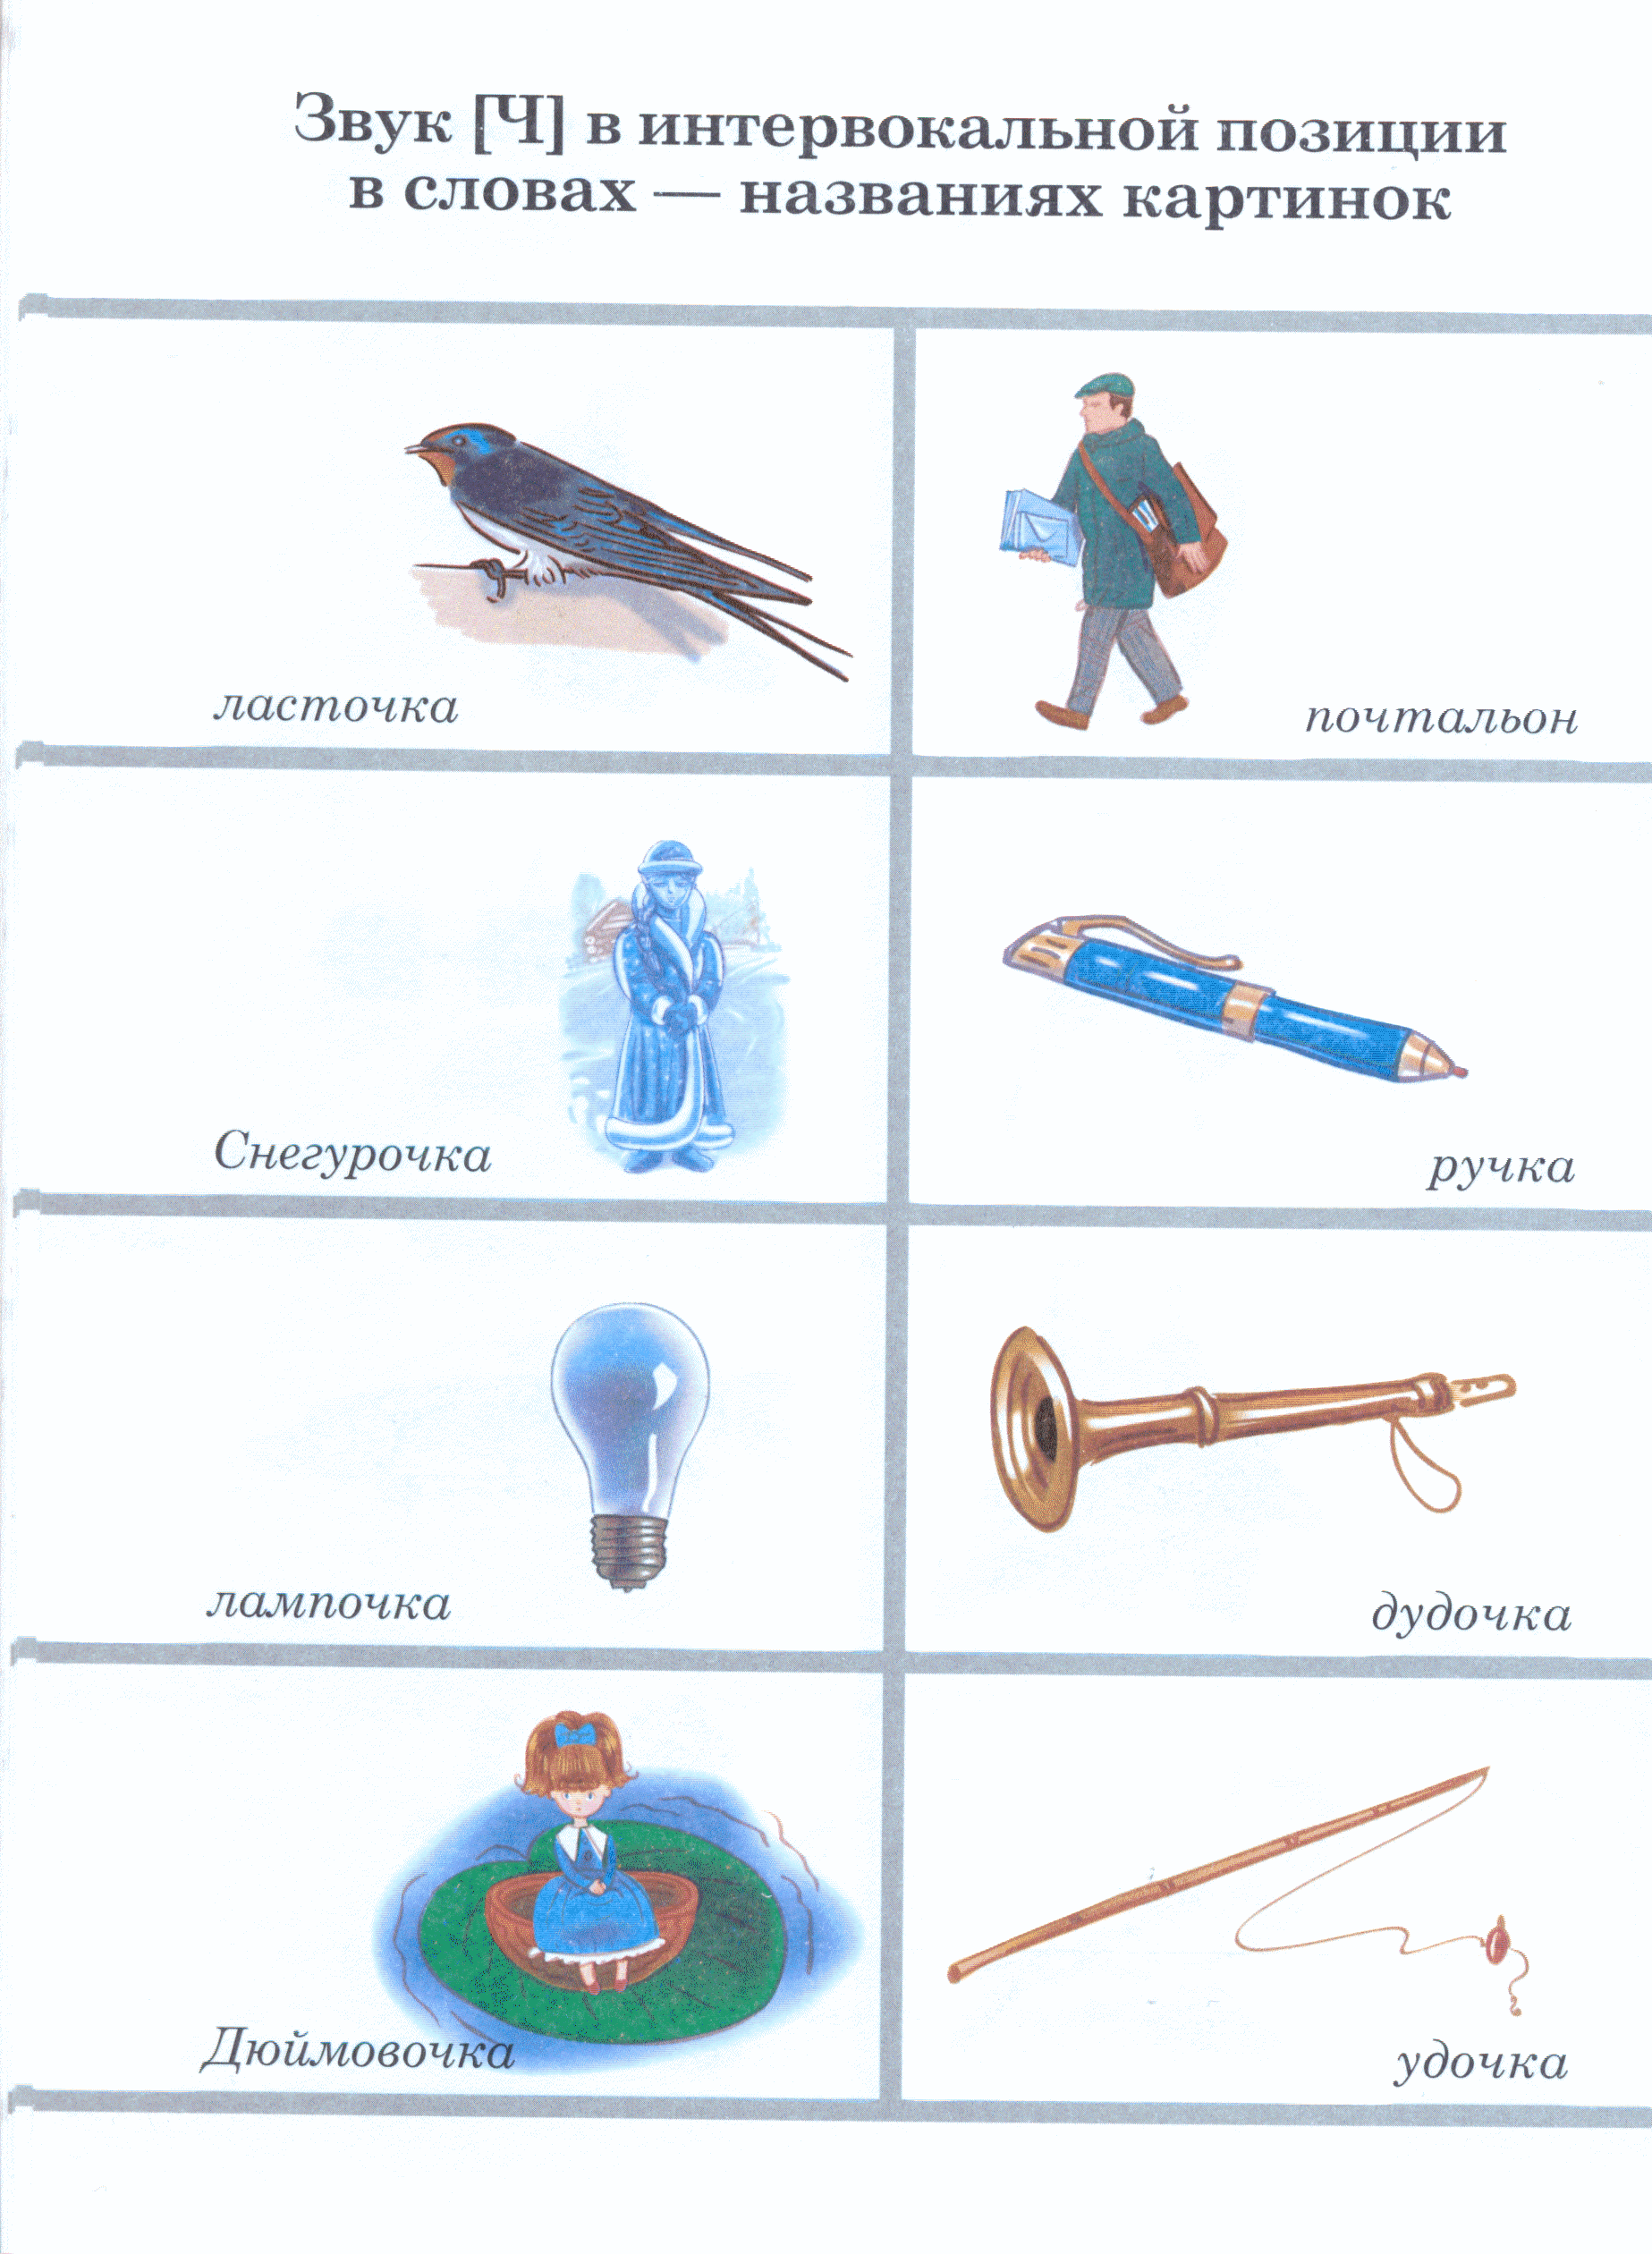 Звук [Ч] в интервокальной позиции
в словах — названиях картинок
ласточка
почтальон
Снегурочка
ручка
лампочка
дудочка
Дюймовочка
удочка